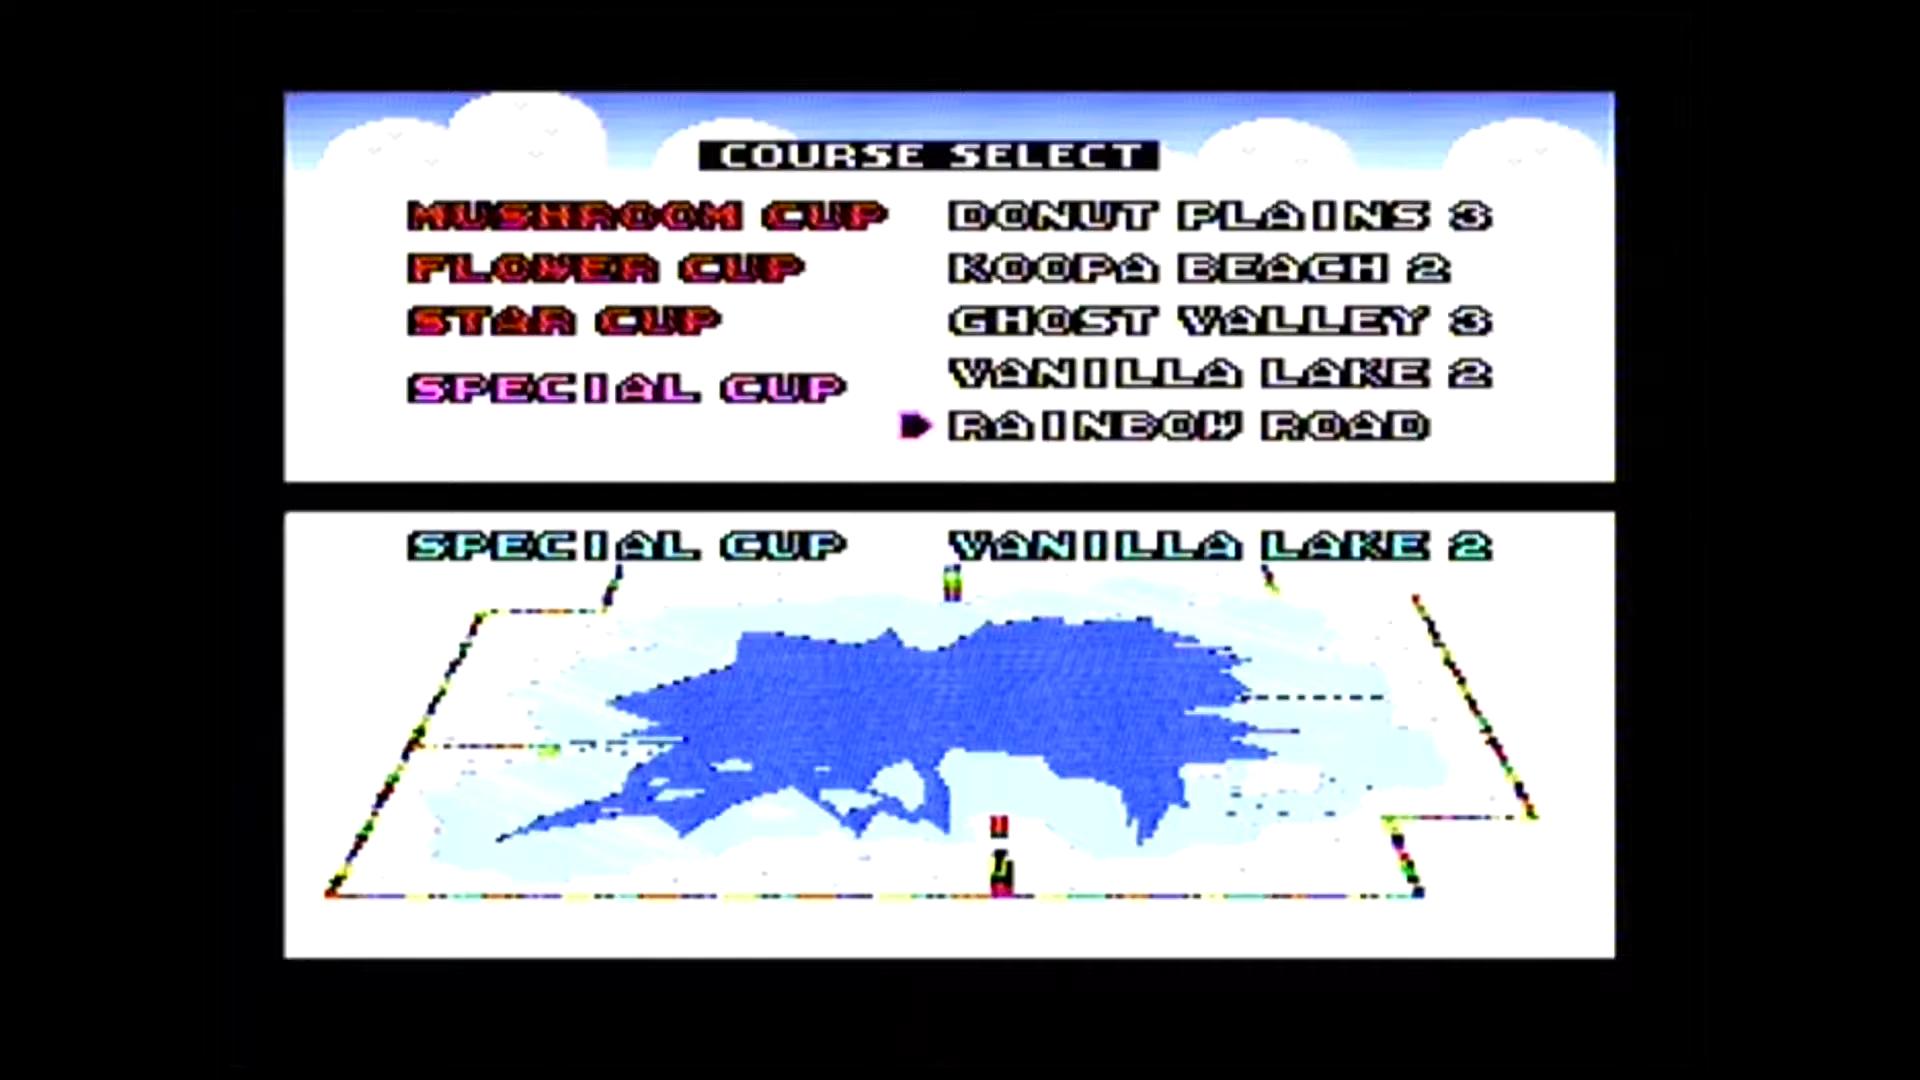 COURSE SELECT
MUSHROOM CUP
FLOWER CUP
STAR CUP
SPECIAL CUP
DONUT PLAINS 3
KOOPA BEACH 2
GHOST VALLEY 3
VANILLA LAKE 2
RAINBOW ROAD
SPECIAL CUP VANILLA LAKE 2